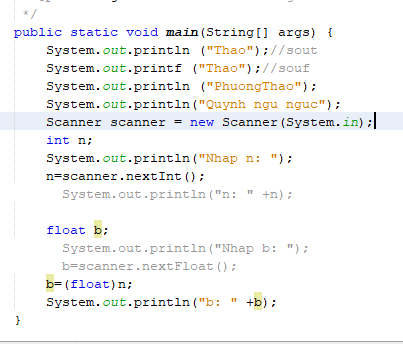 */
public static void main(String[] args) {
System.out.println ("Thao");//sout
System.out.printf ("Thao");//souf
System.out.println ("PhuongThao");
System.out.println("Quynh ngu nguc");
Scanner scanner = new Scanner(System.in);
int n;
System.out.println("Nhap n: ");
n=scanner.nextInt();
System.out.println("n: " +n);
float b;
System.out.println("Nhap b: ");
b=scanner.nextFloat();
b=(float)n;
System.out.println("b: " +b);
}